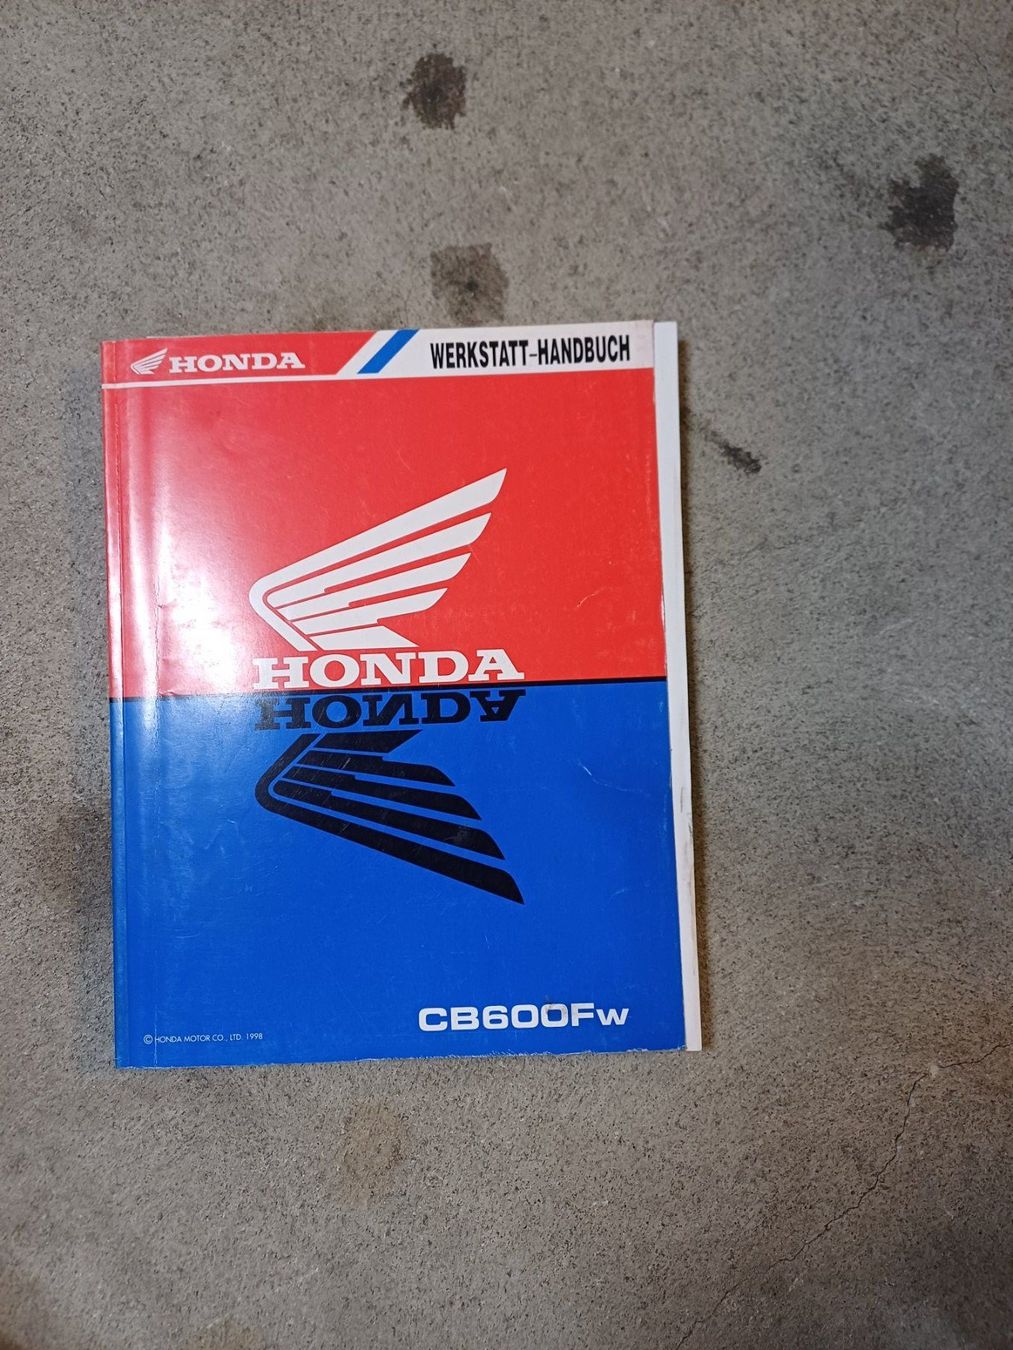 HONDA
WERKSTATT-HANDBUCH
HONDA
HONDA
CB600Fw
© HONDA MOTOR CO., LTD. 1998